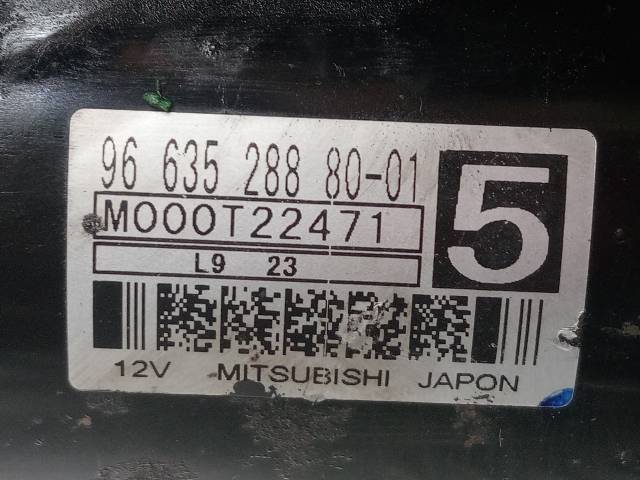 96 635 288 80-01
5
M000T22471
L9 23
12V MITSUBISHI JAPON